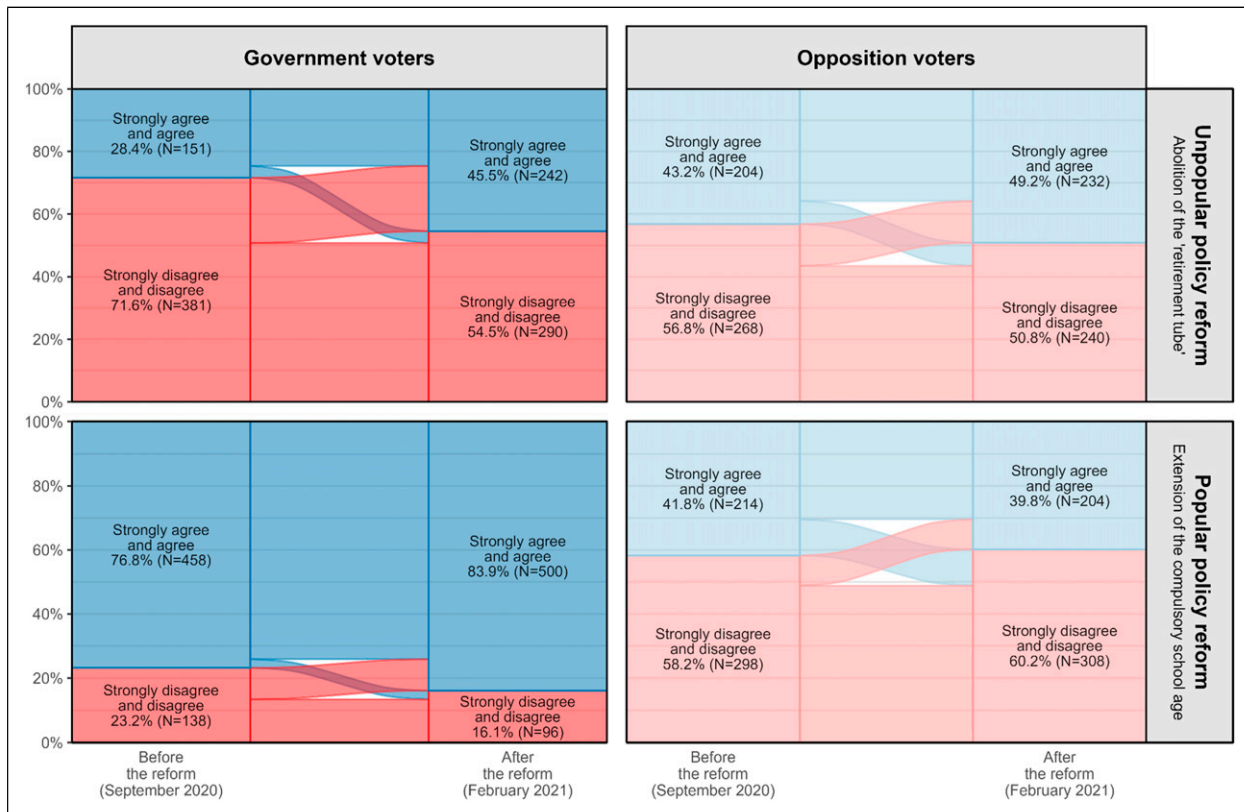 Government voters
Opposition voters
100%
80%
60%
40%
20%
0%
Strongly agree
and agree
28.4% (N=151)
Strongly disagree
and disagree
71.6% (N=381)
Strongly agree
and agree
45.5% (N=242)
Strongly disagree
and disagree
54.5% (N=290)
Strongly agree
and agree
43.2% (N=204)
Strongly disagree
and disagree
56.8% (N=268)
Strongly agree
and agree
49.2% (N=232)
Strongly disagree
and disagree
50.8% (N=240)
Unpopular policy reform
Abolition of the 'retirement tube'
100%
80%
60%
40%
20%
0%
Strongly agree
and agree
76.8% (N=458)
Strongly disagree
and disagree
23.2% (N=138)
Strongly agree
and agree
83.9% (N=500)
Strongly disagree
and disagree
16.1% (N=96)
Strongly agree
and agree
41.8% (N=214)
Strongly disagree
and disagree
58.2% (N=298)
Strongly agree
and agree
39.8% (N=204)
Strongly disagree
and disagree
60.2% (N=308)
Popular policy reform
Extension of the compulsory school age
Before
the reform
(September 2020)
After
the reform
(February 2021)
Before
the reform
(September 2020)
After
the reform
(February 2021)